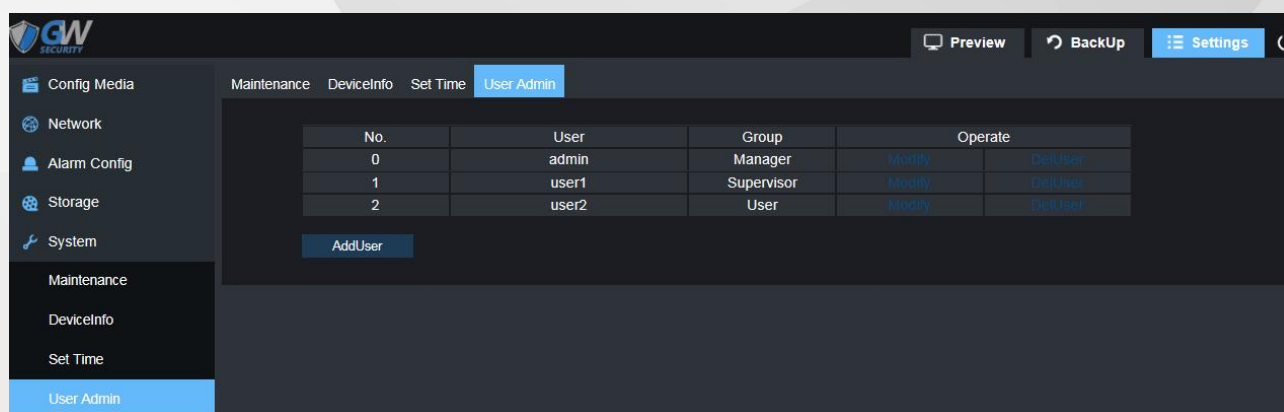 GW
SECURITY
Preview
BackUp
Settings
Config Media
Network
Alarm Config
Storage
System
Maintenance
DeviceInfo
Set Time
User Admin
Maintenance DeviceInfo Set Time User Admin
No. User Group Operate
0 admin Manager Modify DelUser
1 user1 Supervisor Modify DelUser
2 user2 User Modify DelUser
AddUser